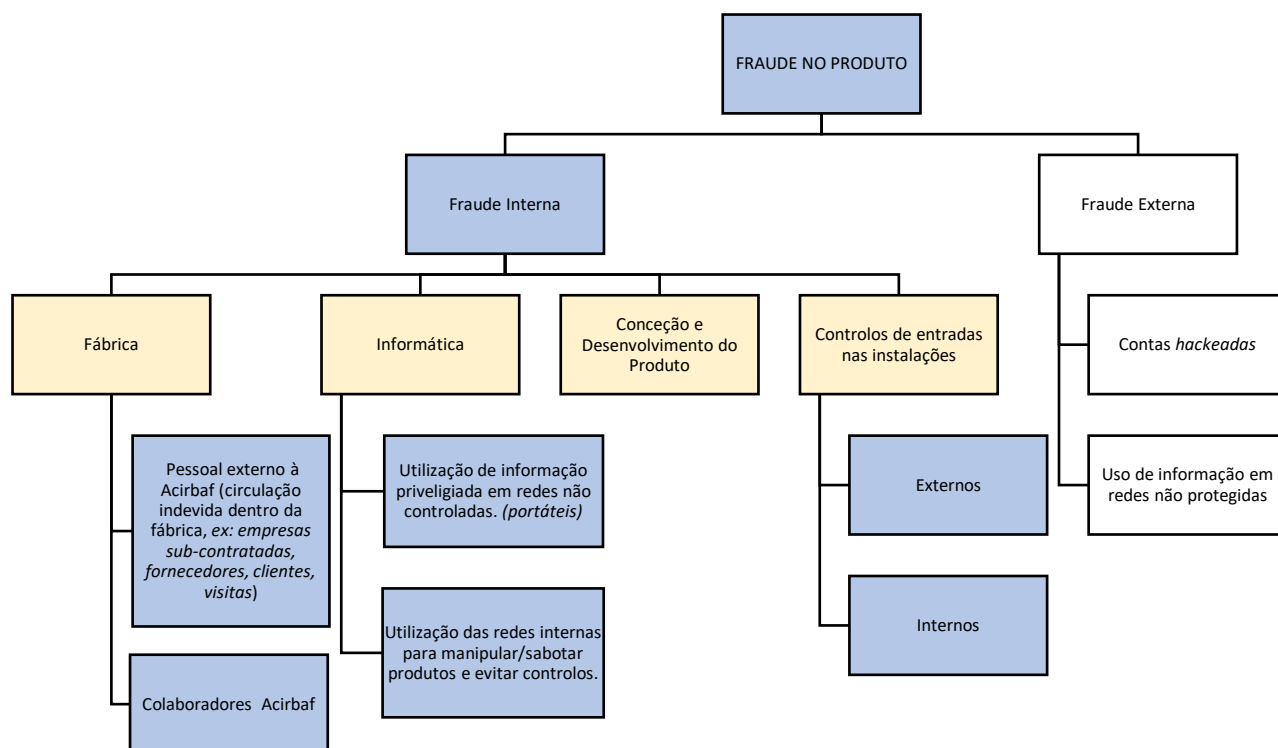 FRAUDE NO PRODUTO
Fraude Interna
Fraude Externa
Fábrica
Informática
Conceção e
Desenvolvimento do
Produto
Controlos de entradas
nas instalações
Contas hackeadas
Pessoal externo à
Acirbaf (circulação
indevida dentro da
fábrica, ex: empresas
sub-contratadas,
fornecedores, clientes,
visitas)
Utilização de informação
priveligiada em redes não
controladas. (portáteis)
Externos
Uso de informação em
redes não protegidas
Utilização das redes internas
para manipular/sabotar
produtos e evitar controlos.
Internos
Colaboradores Acirbaf